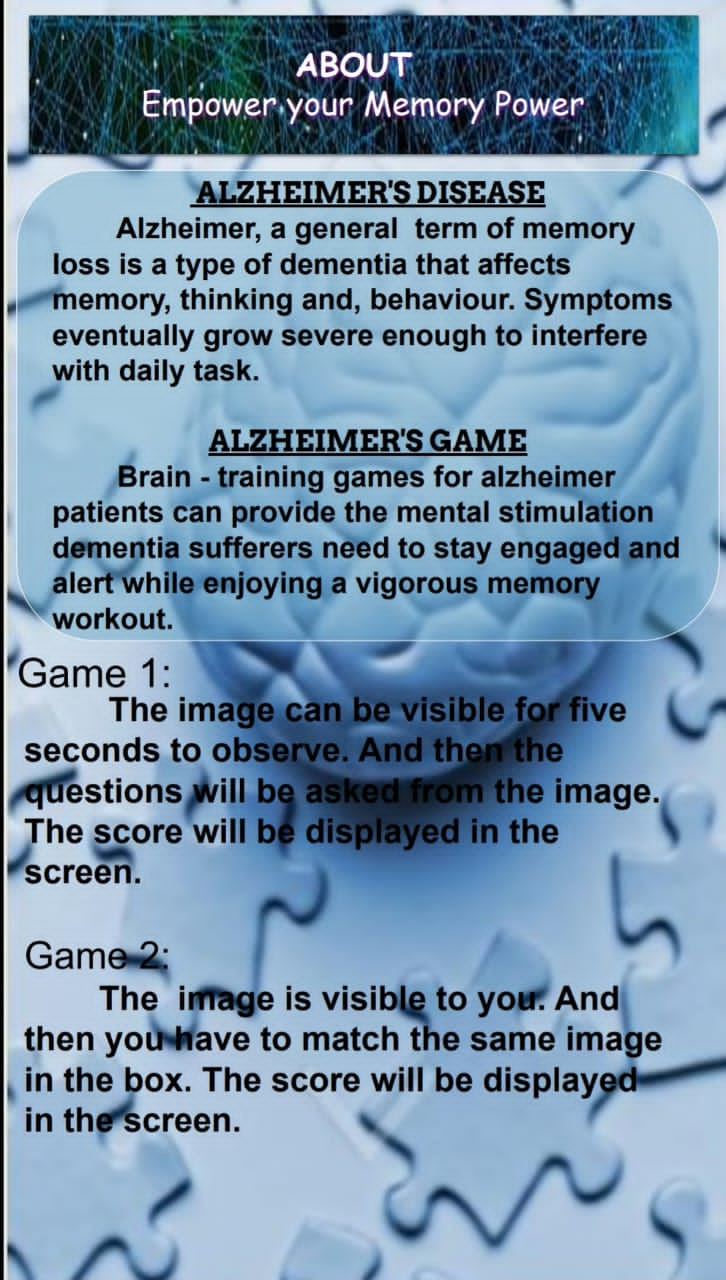 ABOUT
Empower your Memory Power
ALZHEIMER'S DISEASE
Alzheimer, a general  term of memory
loss is a type of dementia that affects
memory, thinking and, behaviour. Symptoms
eventually grow severe enough to interfere
with daily task.
ALZHEIMER'S GAME
Brain - training games for alzheimer
patients can provide the mental stimulation
dementia sufferers need to stay engaged and
alert while enjoying a vigorous memory
workout.
Game 1:
The image can be visible for five
seconds to observe. And then the
questions will be asked from the image.
The score will be displayed in the
screen.
Game 2:
The  image is visible to you. And
then you have to match the same image
in the box. The score will be displayed
in the screen.